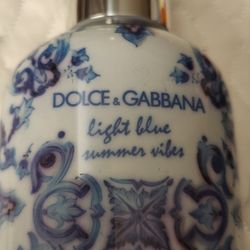 DOLCE & GABBANA
light blue
summer vibes